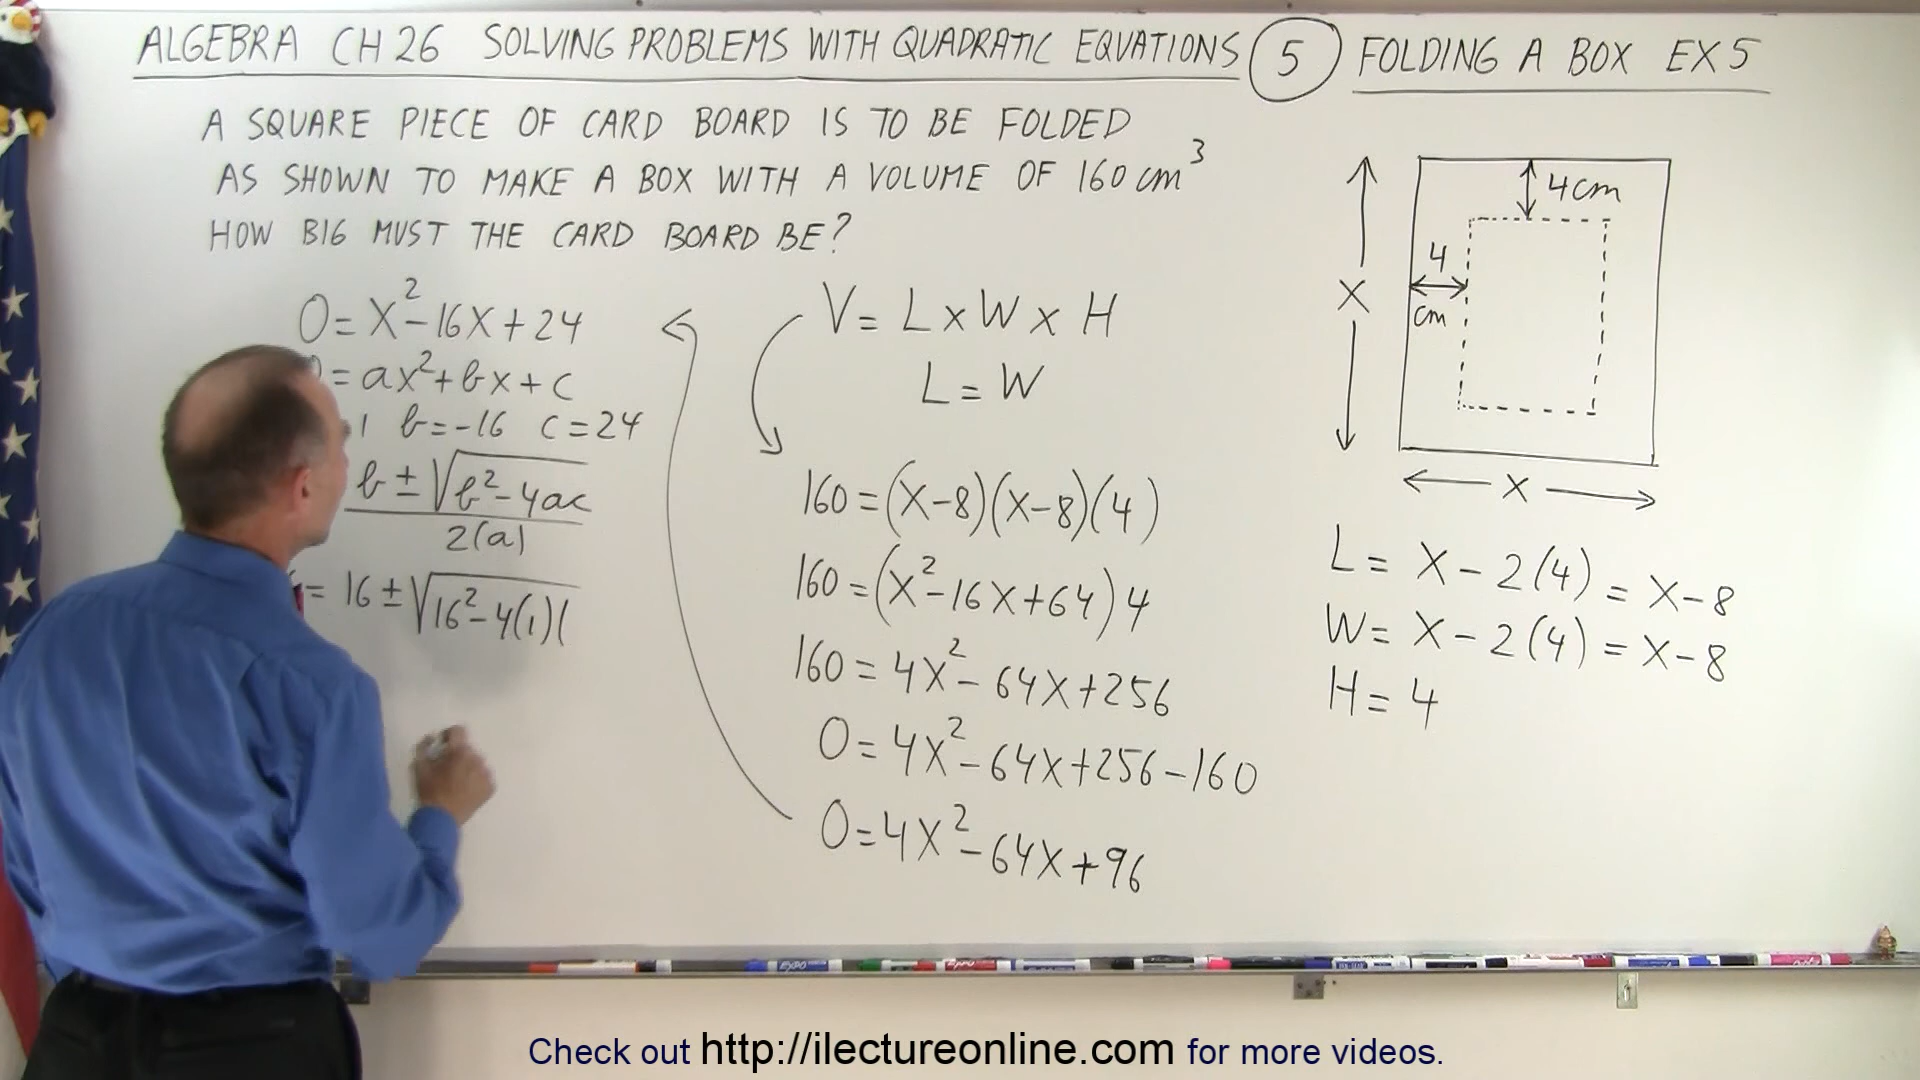 ALGEBRA CH 26 SOLVING PROBLEMS WITH QUADRATIC EQUATIONS 5 FOLDING A BOX EX 5
A SQUARE PIECE OF CARD BOARD IS TO BE FOLDED
AS SHOWN TO MAKE A BOX WITH A VOLUME OF 160 cm³
HOW BIG MUST THE CARD BOARD BE?
0 = X² - 16X + 24
= ax² + bx + c
1 b = -16 c = 24
b ± √b² - 4ac
2(a)
= 16 ± √16² - 4(1)(
V = L x W x H
L = W
160 = (X-8)(X-8)(4)
160 = (X² - 16X + 64) 4
160 = 4X² - 64X + 256
0 = 4X² - 64X + 256 - 160
0 = 4X² - 64X + 96
4cm
4
cm
X
X
L = X - 2(4) = X-8
W = X - 2(4) = X-8
H = 4
EXPO
Check out http://ilectureonline.com for more videos.